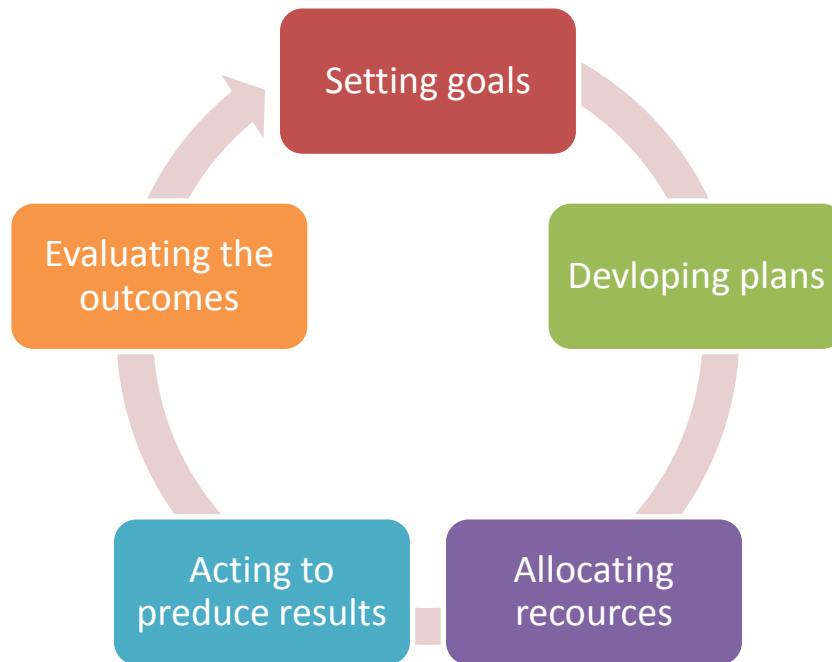 Setting goals
Devloping plans
Allocating
recources
Acting to
preduce results
Evaluating the
outcomes